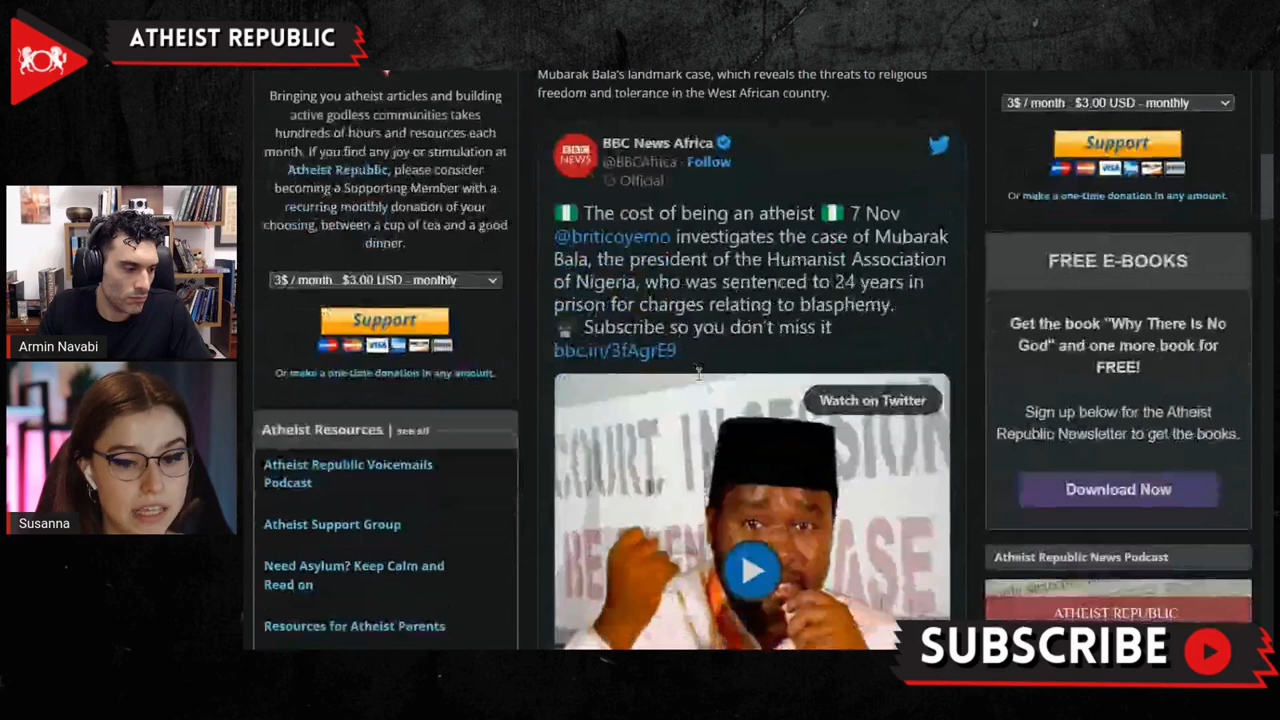 ATHEIST REPUBLIC
Armin Navabi
Susanna
Bringing you atheist articles and building
active godless communities takes
hundreds of hours and resources each
month. If you find any joy or stimulation at
Atheist Republic, please consider
becoming a Supporting Member with a
recurring monthly donation of your
choosing, between a cup of tea and a good
dinner.
3$ / month $3.00 USD - monthly
Support
Or make a one-time donation in any amount.
Atheist Resources | see all
Atheist Republic Voicemails
Podcast
Atheist Support Group
Need Asylum? Keep Calm and
Read on
Resources for Atheist Parents
Mubarak Bala's landmark case, which reveals the threats to religious
freedom and tolerance in the West African country.
BBC
NEWS
BBC News Africa
@BBCAfrica · Follow
Official
The cost of being an atheist 7 Nov
@briticoyemo investigates the case of Mubarak
Bala, the president of the Humanist Association
of Nigeria, who was sentenced to 24 years in
prison for charges relating to blasphemy.
Subscribe so you don't miss it
bbc.in/3fAgrE9
Watch on Twitter
COURT IN SESSION
ASE
3$ / month $3.00 USD - monthly
Support
VISA
Or make a one-time donation in any amount.
FREE E-BOOKS
Get the book "Why There Is No
God" and one more book for
FREE!
Sign up below for the Atheist
Republic Newsletter to get the books.
Download Now
Atheist Republic News Podcast
ATHEIST REPUBLIC
SUBSCRIBE